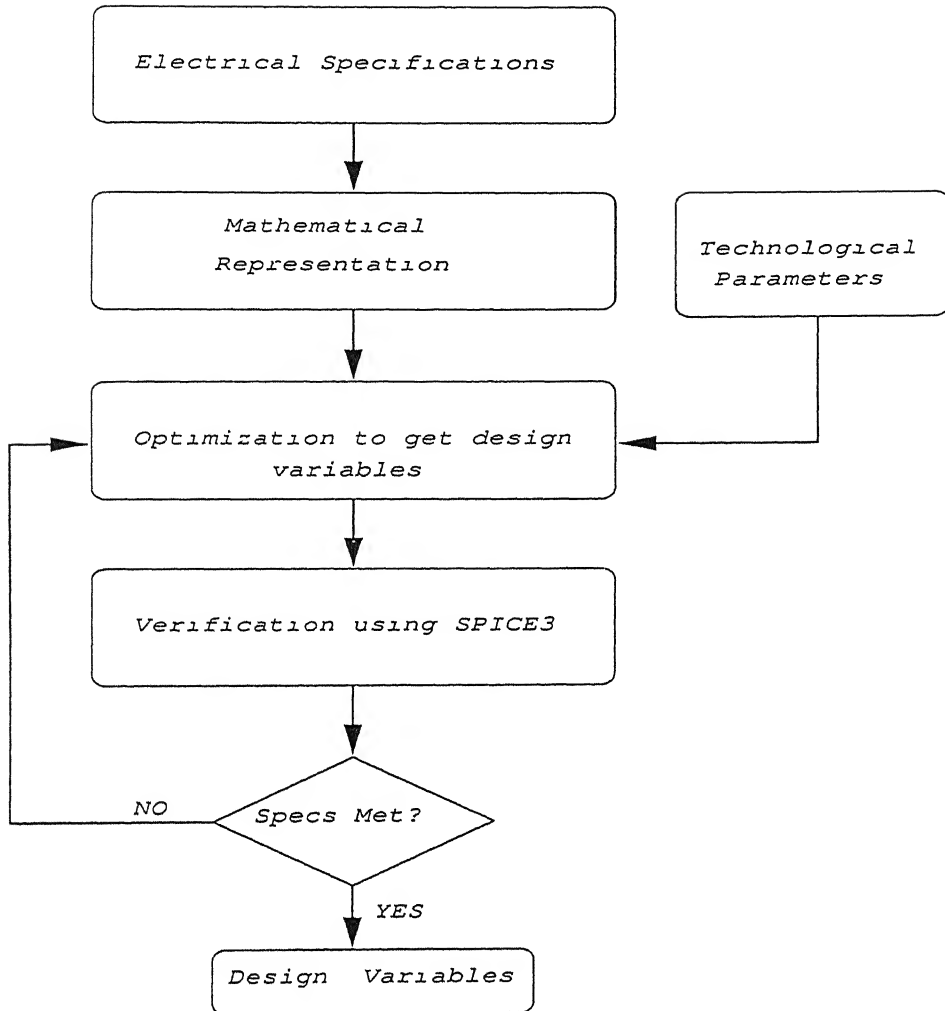 Electrical Specifications
Mathematical
Representation
Technological
Parameters
Optimization to get design
variables
Verification using SPICE3
Specs Met?
NO
YES
Design Variables